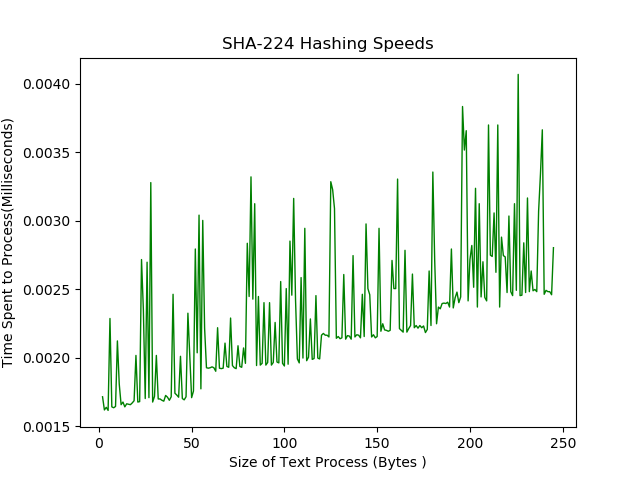 SHA-224 Hashing Speeds
Time Spent to Process(Milliseconds)
0.0040
0.0035
0.0030
0.0025
0.0020
0.0015
0 50 100 150 200 250
Size of Text Process (Bytes )